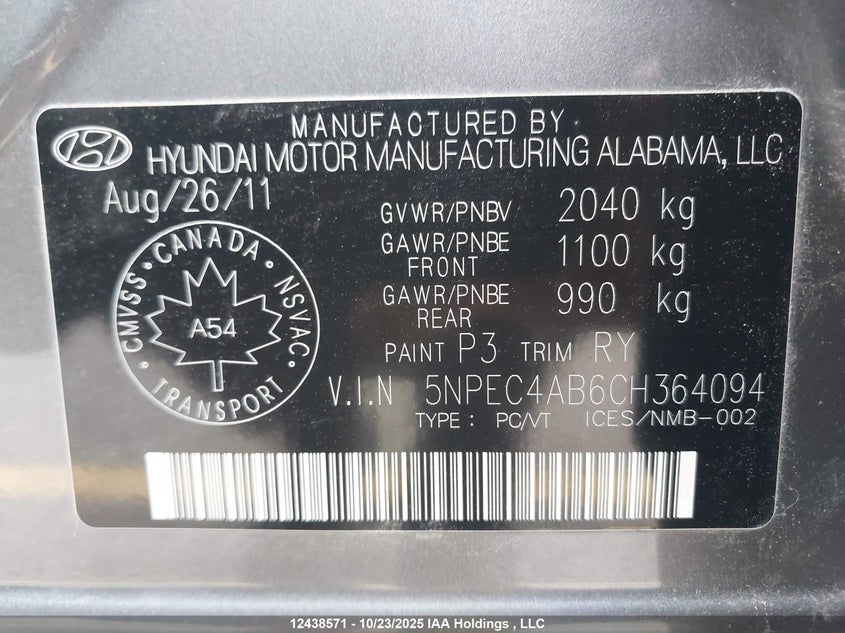 MANUFACTURED BY
HYUNDAI MOTOR MANUFACTURING ALABAMA, LLC
Aug/26/11
GVWR/PNBV 2040 kg
GAWR/PNBE FRONT 1100 kg
GAWR/PNBE REAR 990 kg
PAINT P3 TRIM RY
V.I.N 5NPEC4AB6CH364094
TYPE : PC/VT ICES/NMB-002
CMVSS · CANADA · NSVAC · TRANSPORT ·
A54
12438571 - 10/23/2025 IAA Holdings , LLC